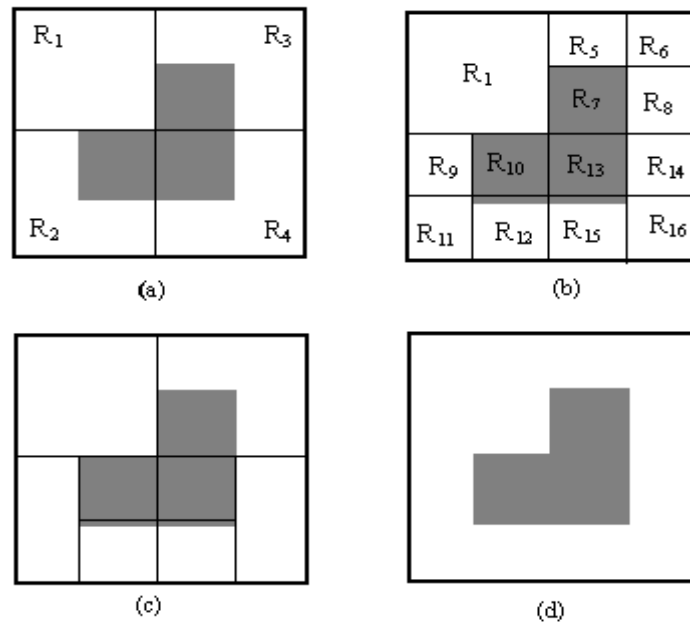 R₁ R₃
R₂ R₄
(a)
R₅ R₆
R₁
R₇ R₈
R₉ R₁₀ R₁₃ R₁₄
R₁₁ R₁₂ R₁₅ R₁₆
(b)
(c)
(d)